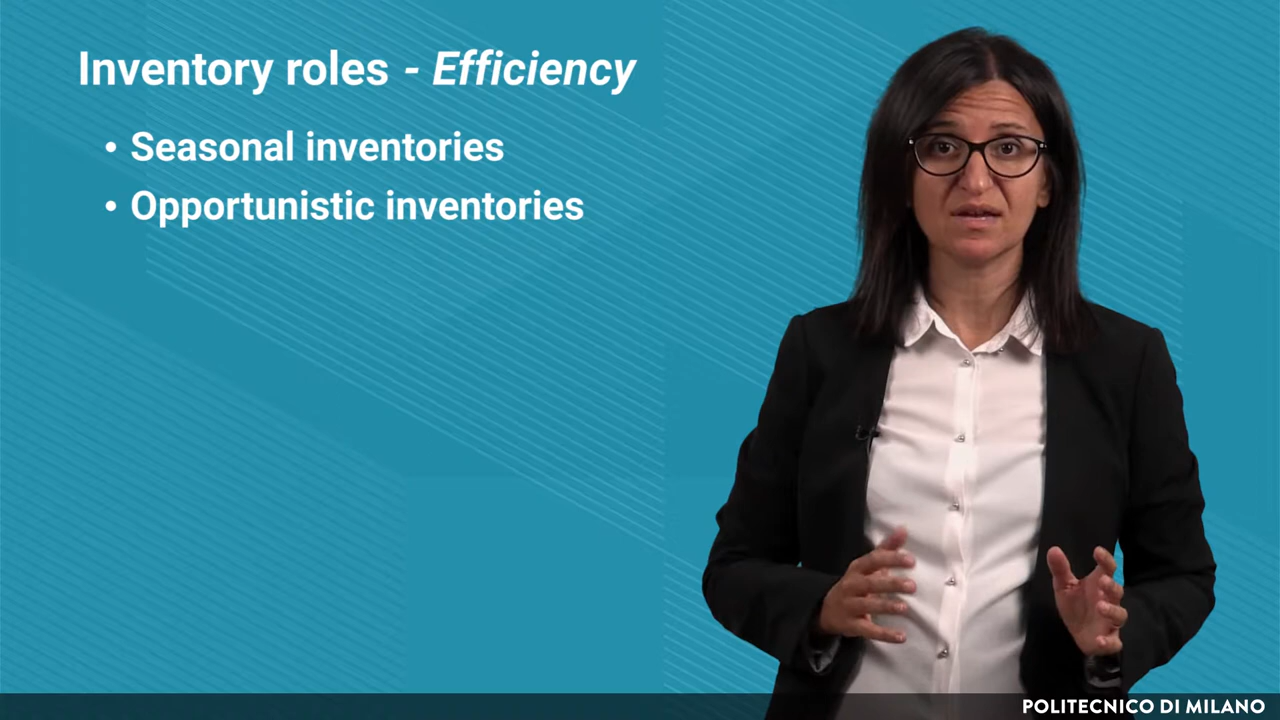 Inventory roles - Efficiency
• Seasonal inventories
• Opportunistic inventories
POLITECNICO DI MILANO